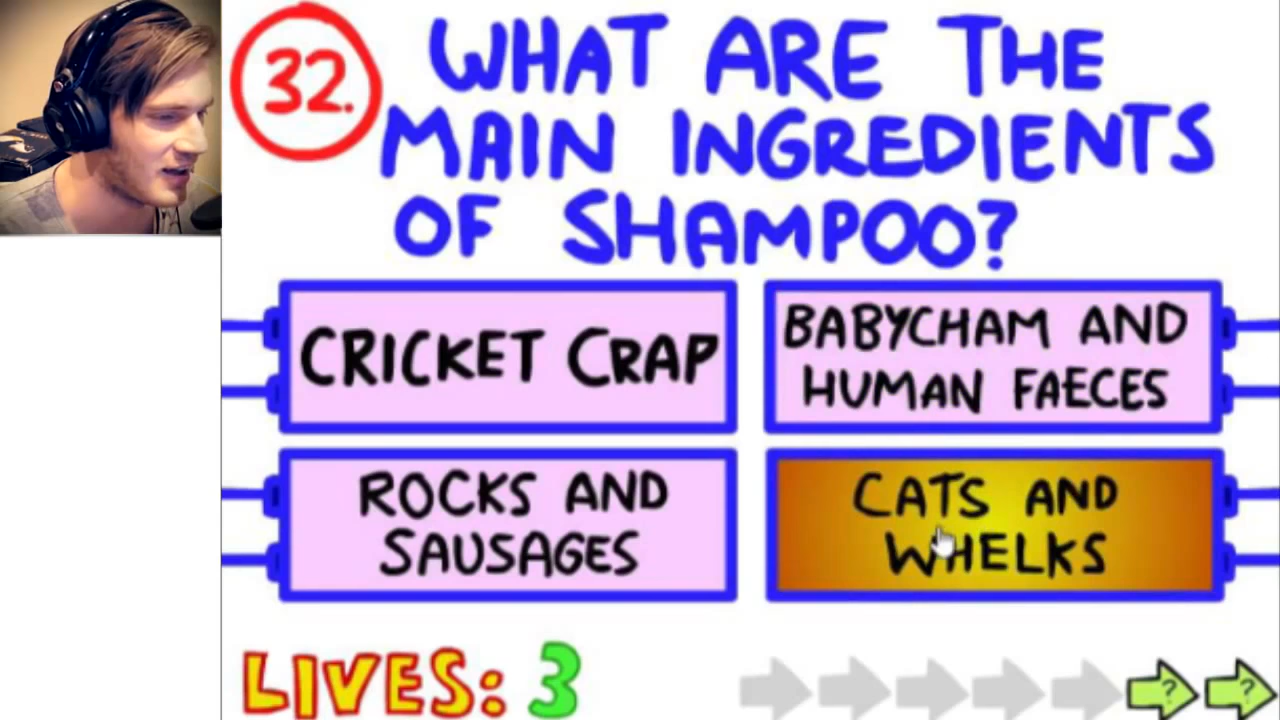 32.
WHAT ARE THE
MAIN INGREDIENTS
OF SHAMPOO?
CRICKET CRAP
BABYCHAM AND
HUMAN FAECES
ROCKS AND
SAUSAGES
CATS AND
WHELKS
LIVES: 3
? ?